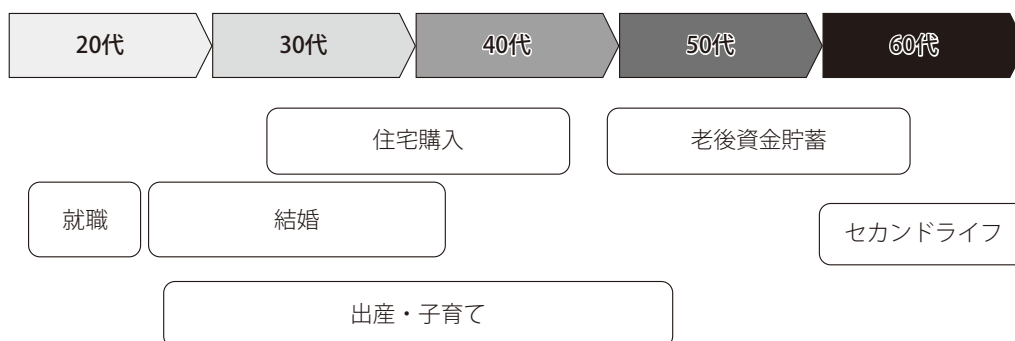 20代
30代
40代
50代
60代
住宅購入
老後資金貯蓄
就職
結婚
セカンドライフ
出産・子育て